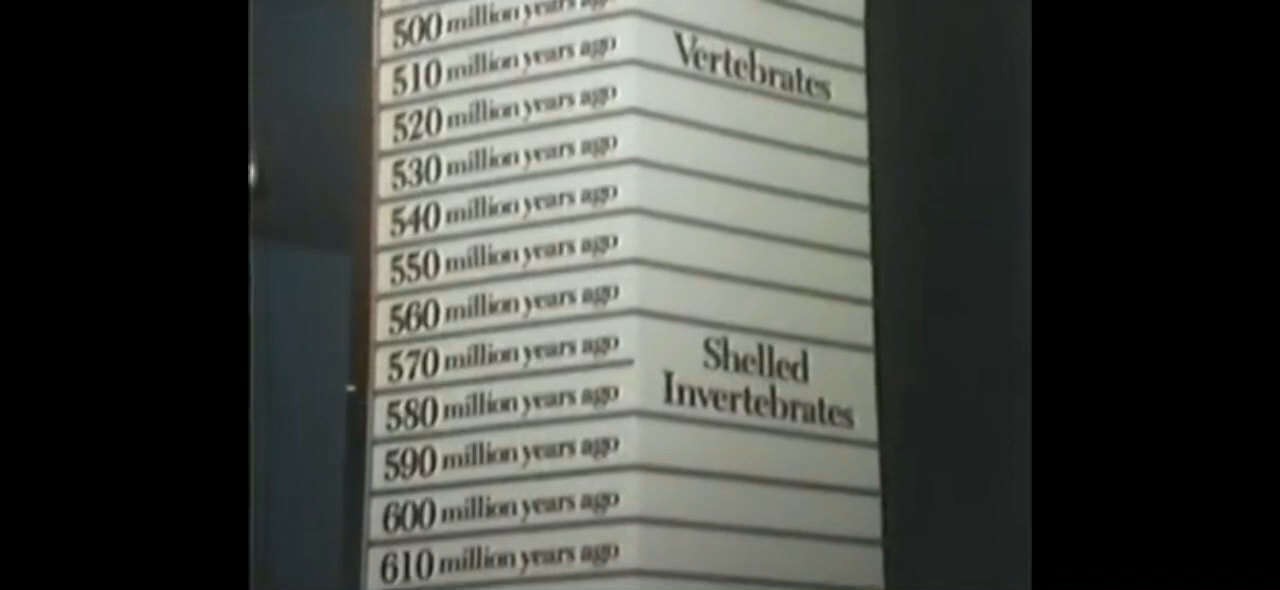 500 million years
510 million years ago
Vertebrates
520 million years ago
530 million years ago
540 million years ago
550 million years ago
560 million years ago
570 million years ago
Shelled
Invertebrates
580 million years ago
590 million years ago
600 million years ago
610 million years ago